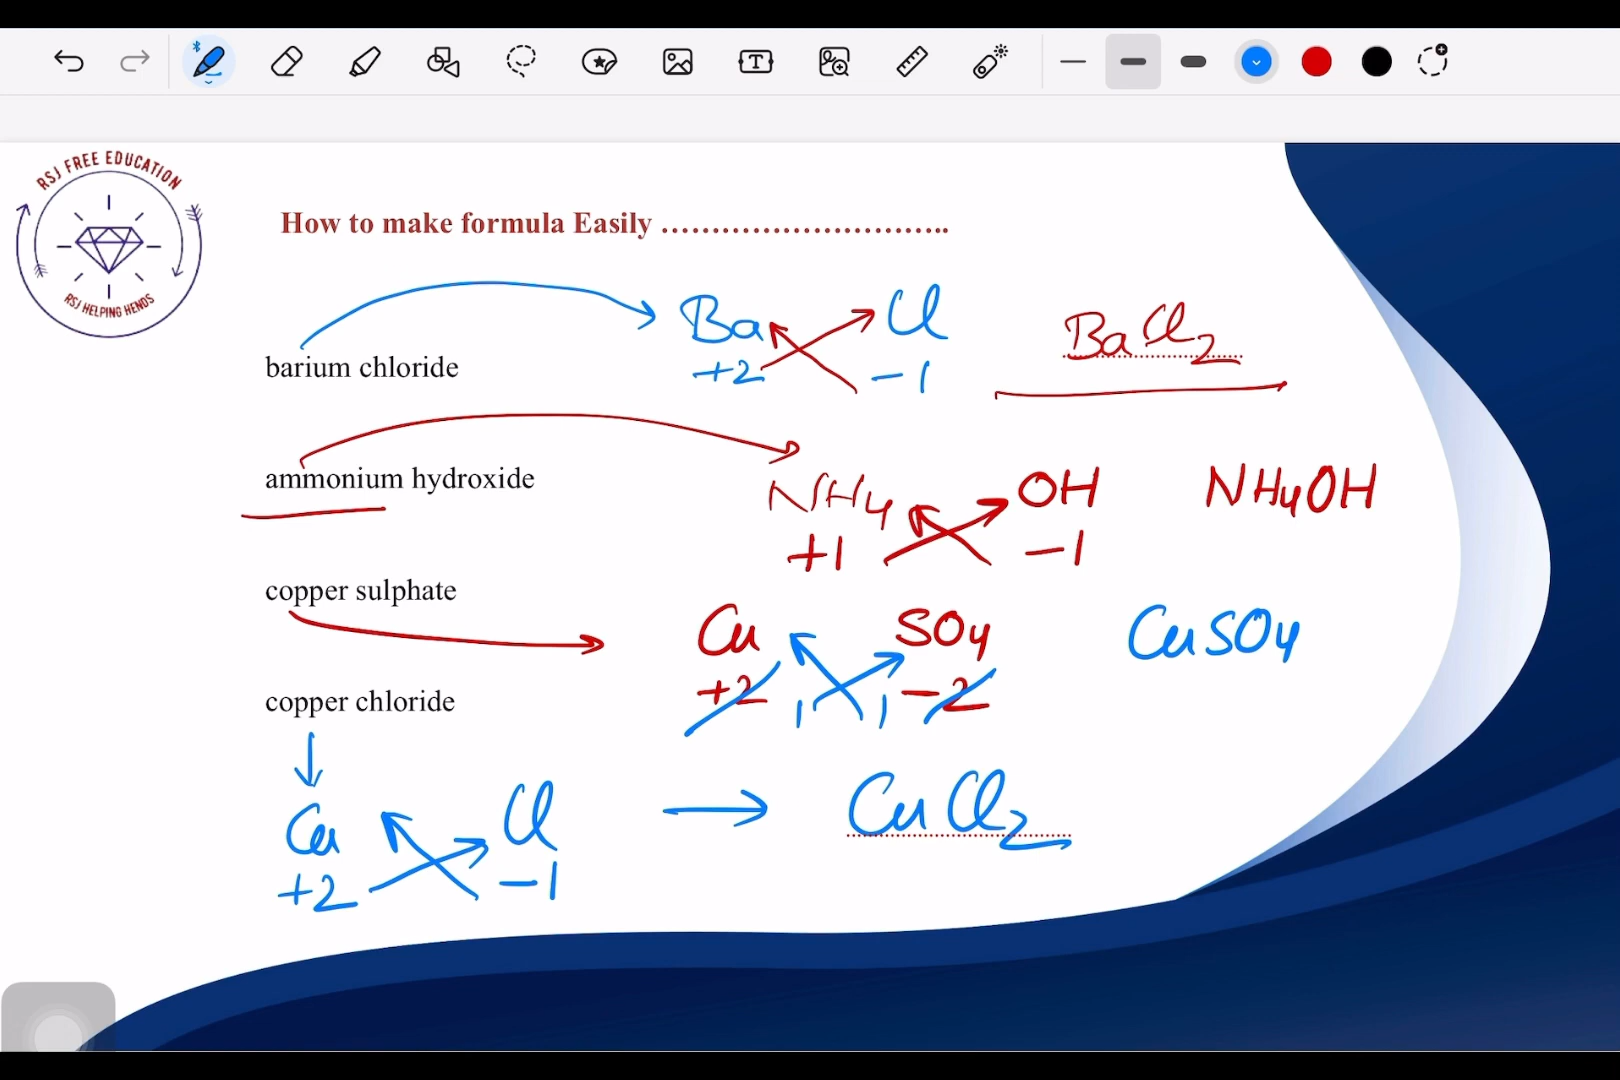 RSJ FREE EDUCATION
RSJ HELPING HENDS
How to make formula Easily ………………………..
Ba Cl BaCl2
barium chloride +2 -1
ammonium hydroxide NH4 OH NH4OH
+1 -1
copper sulphate
Cu SO4 CuSO4
+2 1 1 -2
copper chloride
Cu Cl → CuCl2
+2 -1